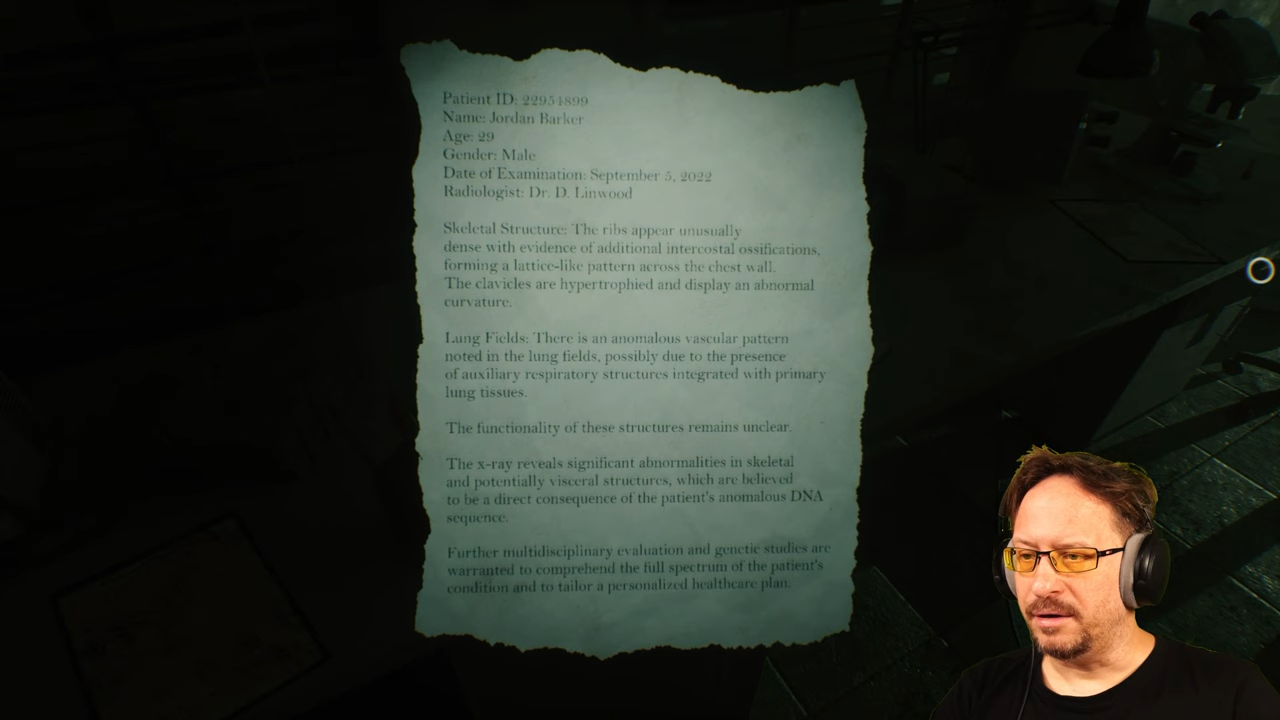 Patient ID: 22954899
Name: Jordan Barker
Age: 29
Gender: Male
Date of Examination: September 5, 2022
Radiologist: Dr. D. Linwood
Skeletal Structure: The ribs appear unusually
dense with evidence of additional intercostal ossifications,
forming a lattice-like pattern across the chest wall.
The clavicles are hypertrophied and display an abnormal
curvature.
Lung Fields: There is an anomalous vascular pattern
noted in the lung fields, possibly due to the presence
of auxiliary respiratory structures integrated with primary
lung tissues.
The functionality of these structures remains unclear.
The x-ray reveals significant abnormalities in skeletal
and potentially visceral structures, which are believed
to be a direct consequence of the patient's anomalous DNA
sequence.
Further multidisciplinary evaluation and genetic studies are
warranted to comprehend the full spectrum of the patient's
condition and to tailor a personalized healthcare plan.